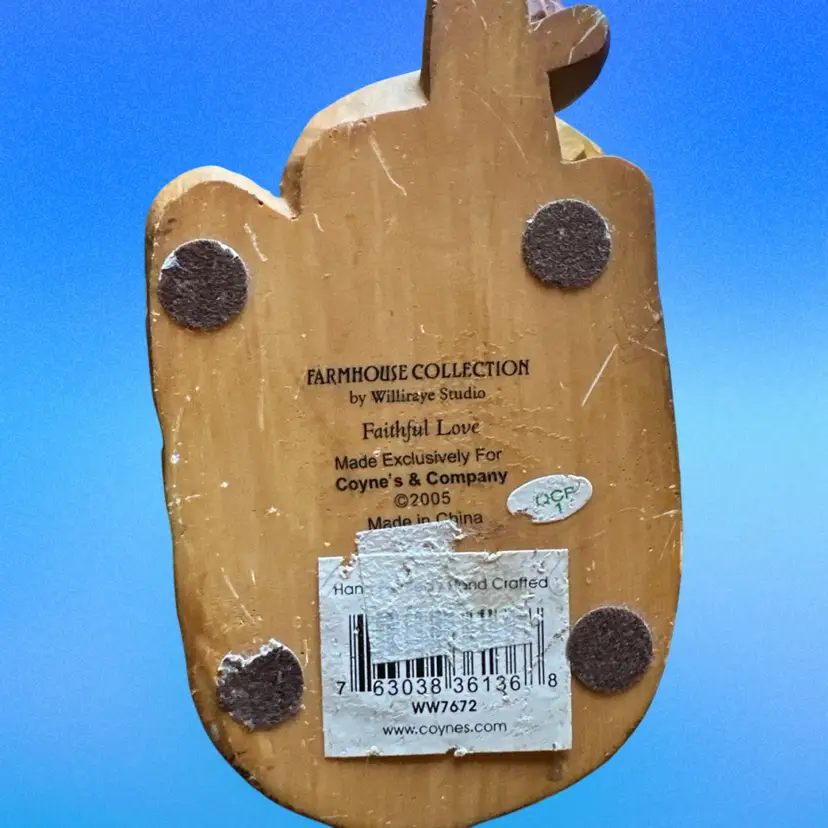 FARMHOUSE COLLECTION
by Williraye Studio
Faithful Love
Made Exclusively For
Coyne's & Company
©2005
Made in China
QCP
1
Han Hand Crafted
7 63038 36136 8
WW7672
www.coynes.com